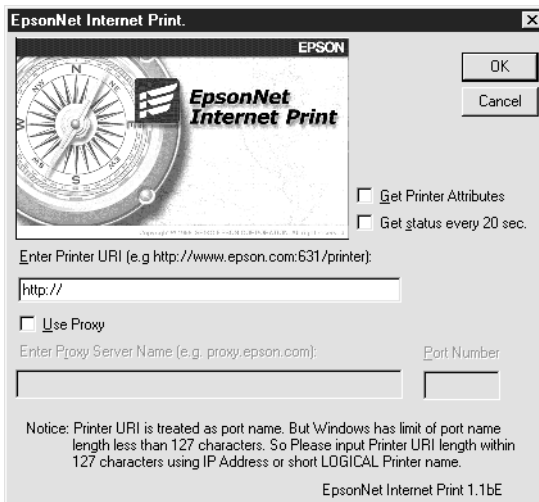 EpsonNet Internet Print.
EPSON
EpsonNet
Internet Print
N
W
S
OK
Cancel
Get Printer Attributes
Get status every 20 sec.
Enter Printer URI (e.g http://www.epson.com:631/printer):
http://
Use Proxy
Enter Proxy Server Name (e.g. proxy.epson.com):
Port Number
Notice: Printer URI is treated as port name. But Windows has limit of port name
length less than 127 characters. So Please input Printer URI length within
127 characters using IP Address or short LOGICAL Printer name.
EpsonNet Internet Print 1.1bE